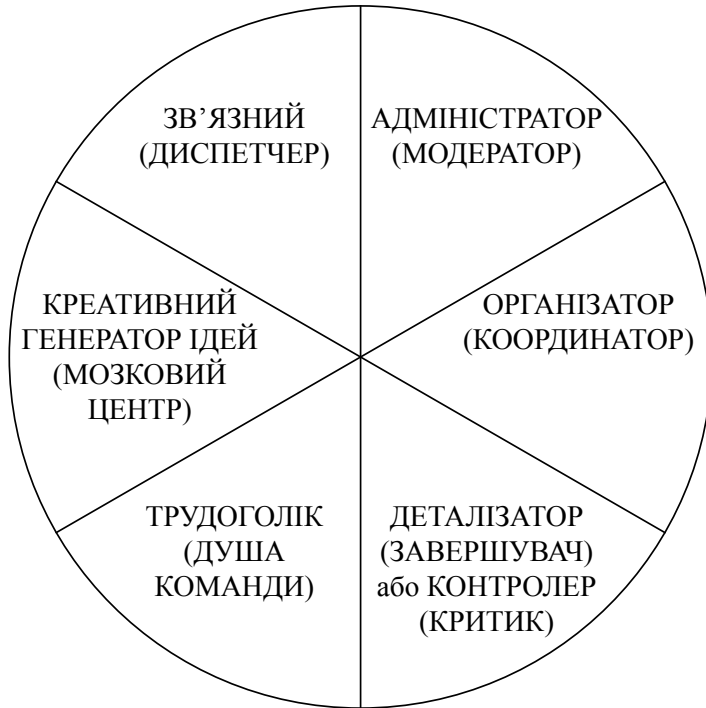 ЗВ’ЯЗНИЙ
(ДИСПЕТЧЕР)
АДМІНІСТРАТОР
(МОДЕРАТОР)
КРЕАТИВНИЙ
ГЕНЕРАТОР ІДЕЙ
(МОЗКОВИЙ
ЦЕНТР)
ОРГАНІЗАТОР
(КООРДИНАТОР)
ТРУДОГОЛІК
(ДУША
КОМАНДИ)
ДЕТАЛІЗАТОР
(ЗАВЕРШУВАЧ)
або КОНТРОЛЕР
(КРИТИК)